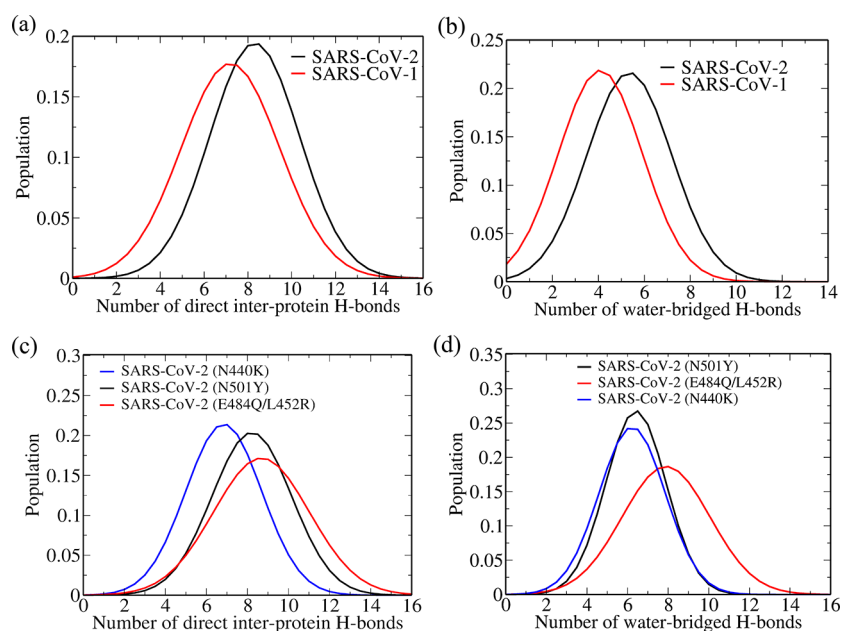 (a)
0.2
0.15
0.1
0.05
0
Population
SARS-CoV-2
SARS-CoV-1
0 2 4 6 8 10 12 14 16
Number of direct inter-protein H-bonds
(b)
0.25
0.2
0.15
0.1
0.05
0
Population
SARS-CoV-2
SARS-CoV-1
0 2 4 6 8 10 12 14
Number of water-bridged H-bonds
(c)
0.3
0.25
0.2
0.15
0.1
0.05
0
Population
SARS-CoV-2 (N440K)
SARS-CoV-2 (N501Y)
SARS-CoV-2 (E484Q/L452R)
0 2 4 6 8 10 12 14 16
Number of direct inter-protein H-bonds
(d)
0.35
0.3
0.25
0.2
0.15
0.1
0.05
0
Population
SARS-CoV-2 (N501Y)
SARS-CoV-2 (E484Q/L452R)
SARS-CoV-2 (N440K)
0 2 4 6 8 10 12 14 16
Number of water-bridged H-bonds